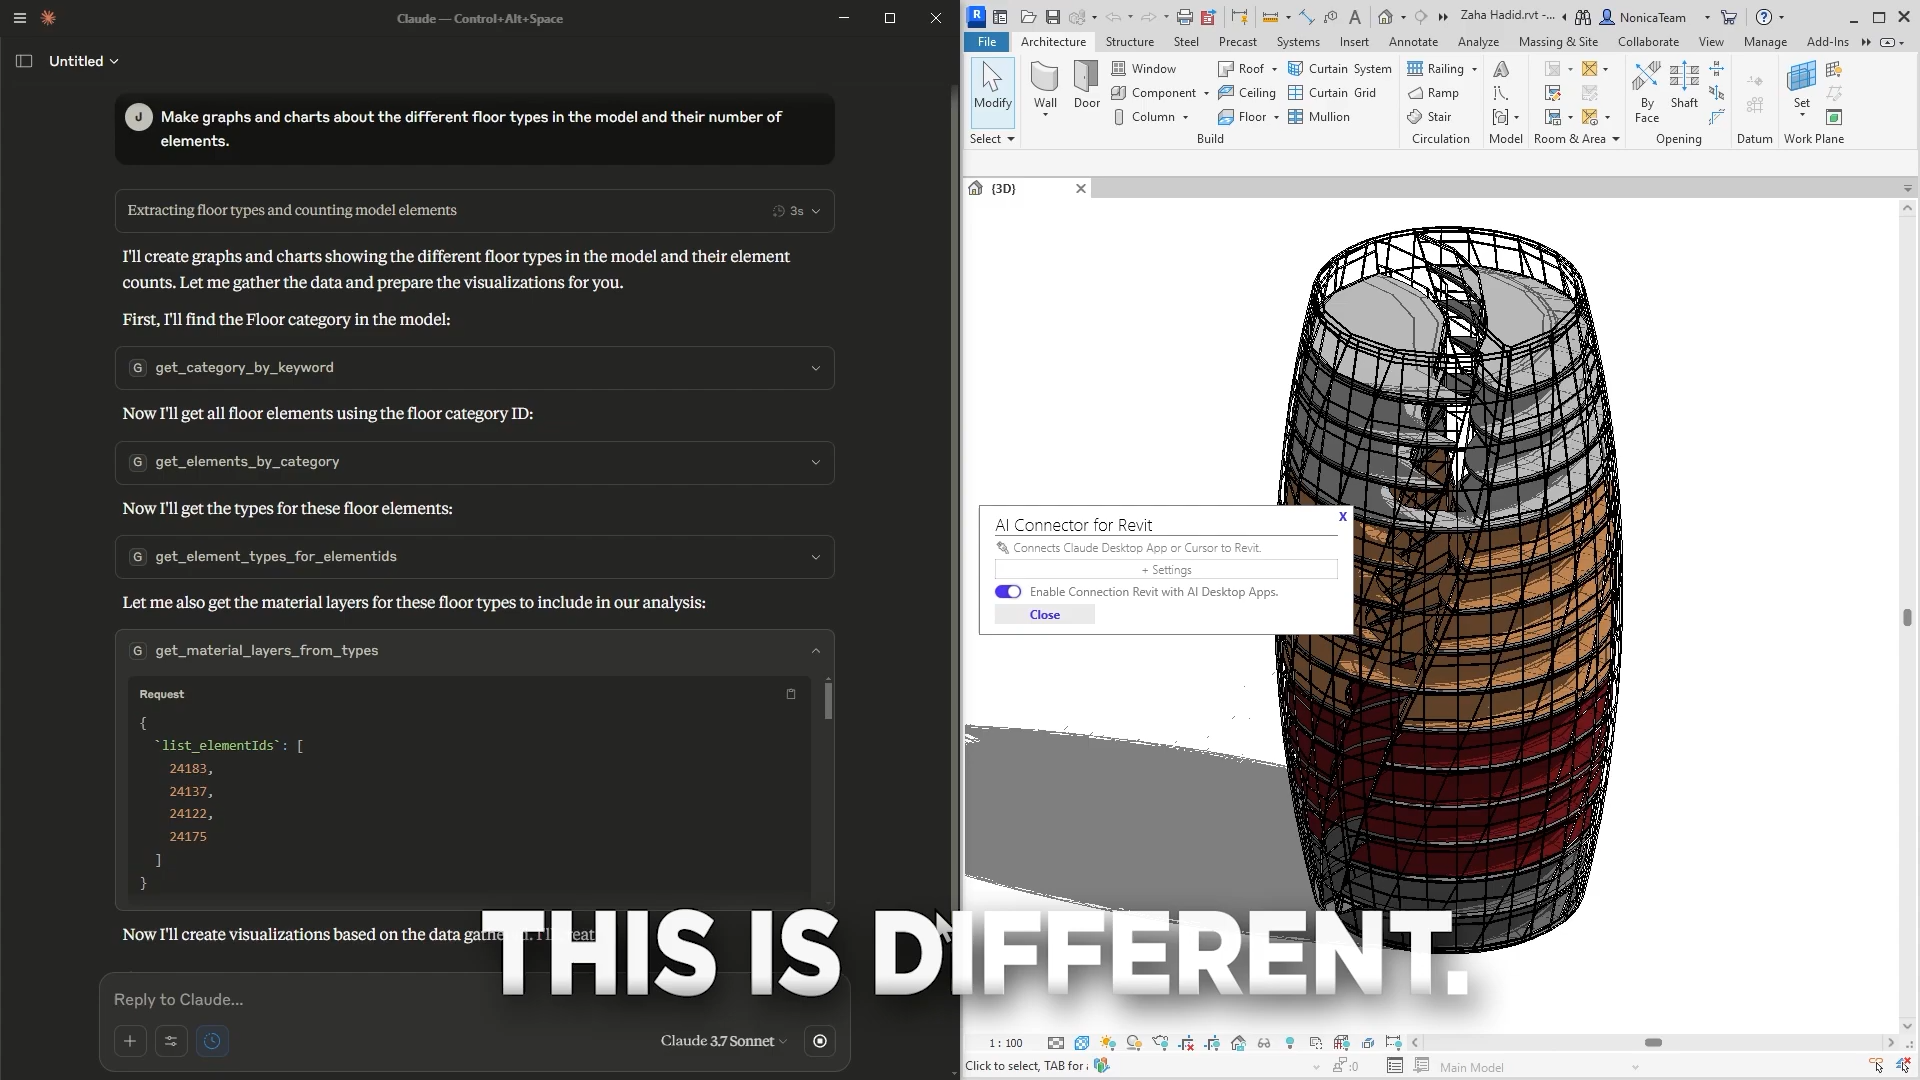 Claude — Control+Alt+Space
Untitled
J
Make graphs and charts about the different floor types in the model and their number of
elements.
Extracting floor types and counting model elements
3s
I'll create graphs and charts showing the different floor types in the model and their element
counts. Let me gather the data and prepare the visualizations for you.
First, I'll find the Floor category in the model:
G get_category_by_keyword
Now I'll get all floor elements using the floor category ID:
G get_elements_by_category
Now I'll get the types for these floor elements:
G get_element_types_for_elementids
Let me also get the material layers for these floor types to include in our analysis:
G get_material_layers_from_types
Request
{
`list_elementIds`: [
24183,
24137,
24122,
24175
]
}
Now I'll create visualizations based on the data
Reply to Claude...
Claude 3.7 Sonnet
THIS IS DIFFERENT.
R
Zaha Hadid.rvt -...
NonicaTeam
File Architecture Structure Steel Precast Systems Insert Annotate Analyze Massing & Site Collaborate View Manage Add-Ins
Modify
Wall
Door
Window
Component
Column
Roof
Ceiling
Floor
Curtain System
Curtain Grid
Mullion
Railing
Ramp
Stair
By
Face
Shaft
Set
Select
Build
Circulation
Model
Room & Area
Opening
Datum
Work Plane
{3D}
AI Connector for Revit
X
Connects Claude Desktop App or Cursor to Revit.
+ Settings
Enable Connection Revit with AI Desktop Apps.
Close
1 : 100
Click to select, TAB for
:0
Main Model